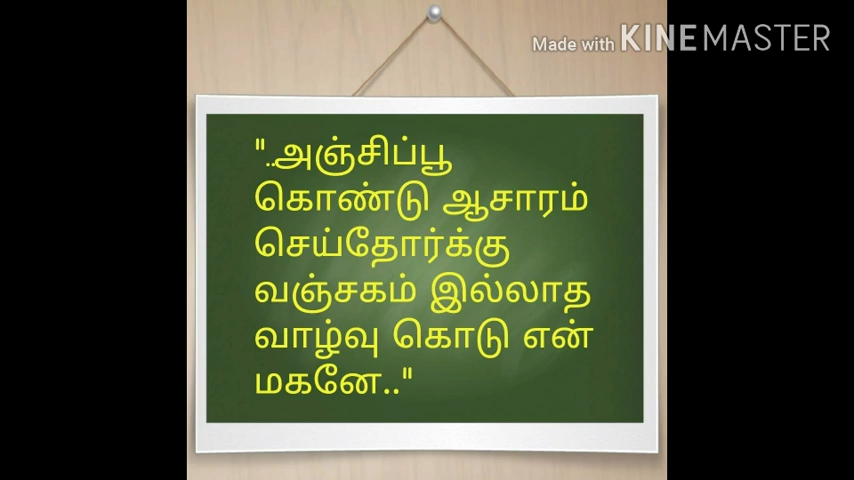 Made with KINEMASTER
"..அஞ்சிப்பூ
கொண்டு ஆசாரம்
செய்தோர்க்கு
வஞ்சகம் இல்லாத
வாழ்வு கொடு என்
மகனே.."